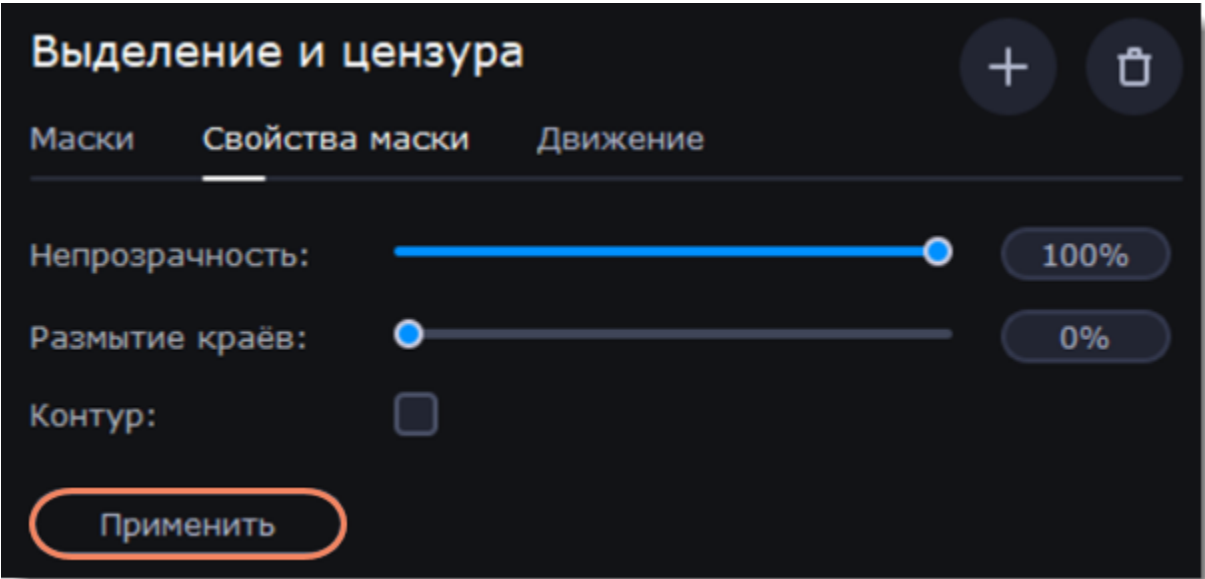 Выделение и цензура
Маски Свойства маски Движение
Непрозрачность: 100%
Размытие краёв: 0%
Контур:
Применить